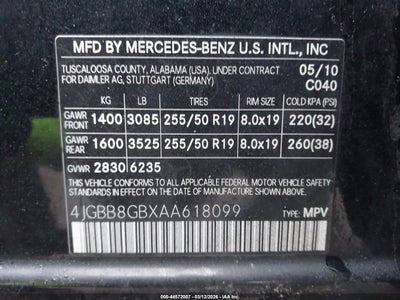 MFD BY MERCEDES-BENZ U.S. INTL., INC
TUSCALOOSA COUNTY, ALABAMA (USA), UNDER CONTRACT 05/10
FOR DAIMLER AG, STUTTGART (GERMANY) C040
KG LB TIRES RIM SIZE COLD KPA (PSI)
GAWR FRONT 1400 3085 255/50 R19 8.0x19 220(32)
GAWR REAR 1600 3525 255/50 R19 8.0x19 260(38)
GVWR 2830 6235
THIS VEHICLE CONFORMS TO ALL APPLICABLE U.S. FEDERAL MOTOR VEHICLE
SAFETY STANDARDS IN EFFECT ON THE DATE OF MANUFACTURE SHOWN ABOVE.
4JGBB8GBXAA618099 TYPE: MPV
000-44572007 - 03/12/2026 - IAA Inc.